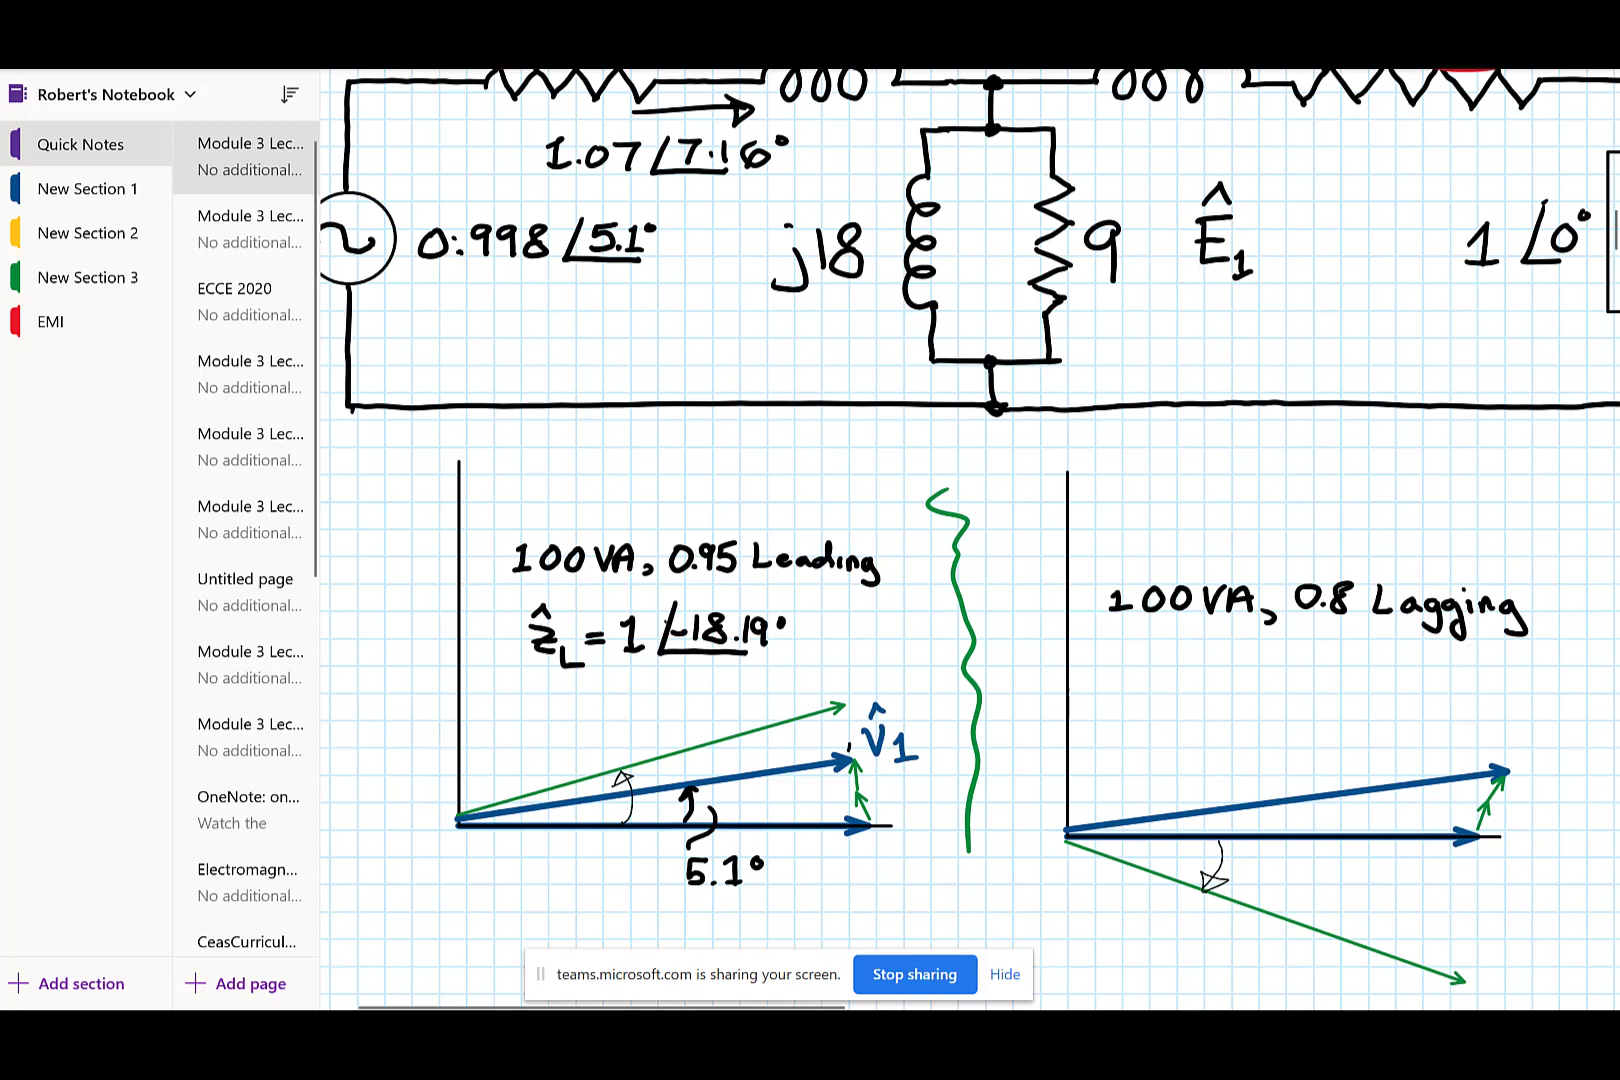 Robert's Notebook
Quick Notes
New Section 1
New Section 2
New Section 3
EMI
Add section
Module 3 Lec...
No additional...
Module 3 Lec...
No additional...
ECCE 2020
No additional...
Module 3 Lec...
No additional...
Module 3 Lec...
No additional...
Module 3 Lec...
No additional...
Untitled page
No additional...
Module 3 Lec...
No additional...
Module 3 Lec...
No additional...
OneNote: on...
Watch the
Electromagn...
No additional...
CeasCurricul...
Add page
1.07 /7.16°
0.998 /5.1°
j18
9
Ê1
1 /0°
100 VA, 0.95 Leading
ẑL = 1 /-18.19°
V̂1
5.1°
100 VA, 0.8 Lagging
teams.microsoft.com is sharing your screen.
Stop sharing
Hide